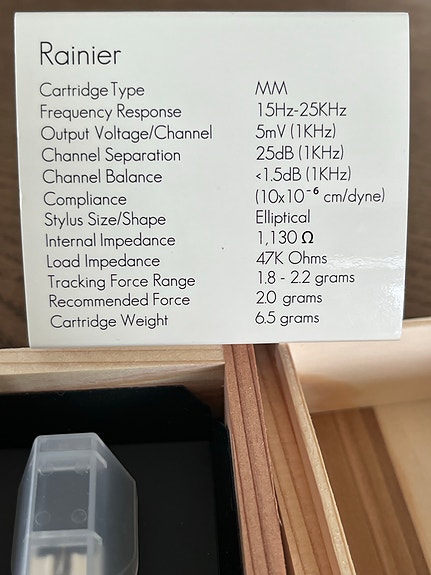 Rainier
Cartridge Type MM
Frequency Response 15Hz-25KHz
Output Voltage/Channel 5mV (1KHz)
Channel Separation 25dB (1KHz)
Channel Balance <1.5dB (1KHz)
Compliance (10x10⁻⁶ cm/dyne)
Stylus Size/Shape Elliptical
Internal Impedance 1,130 Ω
Load Impedance 47K Ohms
Tracking Force Range 1.8 - 2.2 grams
Recommended Force 2.0 grams
Cartridge Weight 6.5 grams